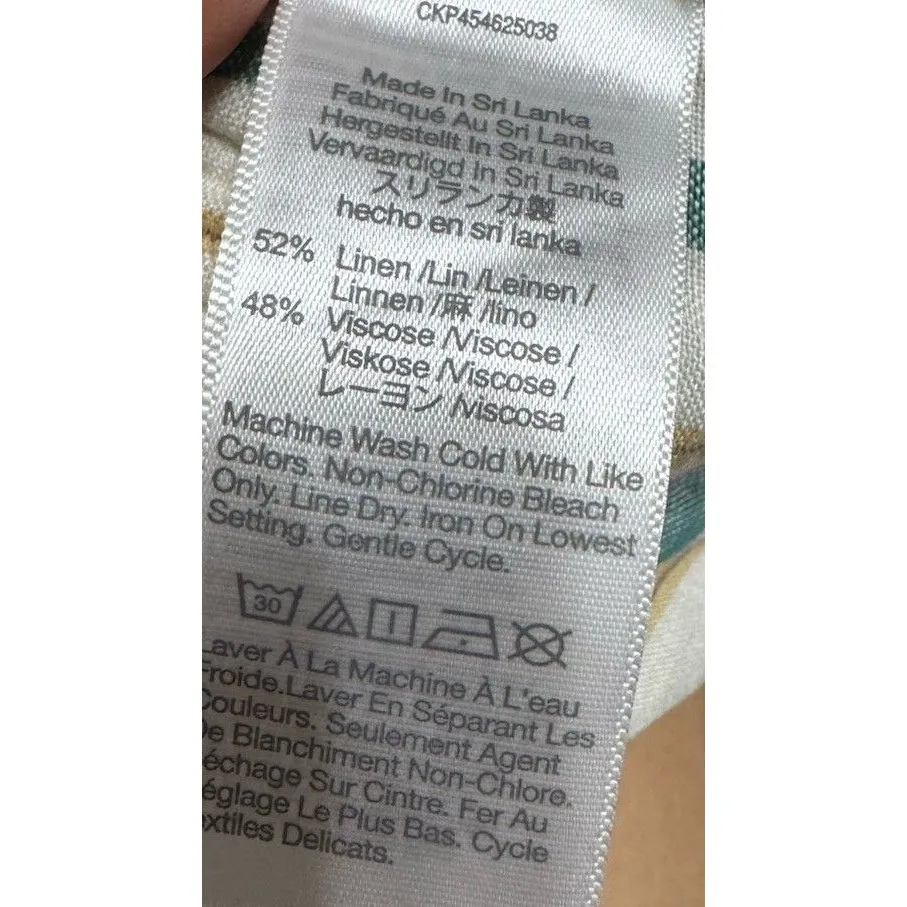 CKP454625038
Made In Sri Lanka
Fabriqué Au Sri Lanka
Hergestellt In Sri Lanka
Vervaardigd In Sri Lanka
スリランカ製
hecho en sri lanka
52% Linen /Lin /Leinen /
Linnen /麻 /lino
48% Viscose /Viscose /
Viskose /Viscose /
レーヨン /viscosa
Machine Wash Cold With Like
Colors. Non-Chlorine Bleach
Only. Line Dry. Iron On Lowest
Setting. Gentle Cycle.
30
Laver À La Machine À L'eau
Froide.Laver En Séparant Les
Couleurs. Seulement Agent
De Blanchiment Non-Chlore.
échage Sur Cintre. Fer Au
églage Le Plus Bas. Cycle
extiles Delicats.